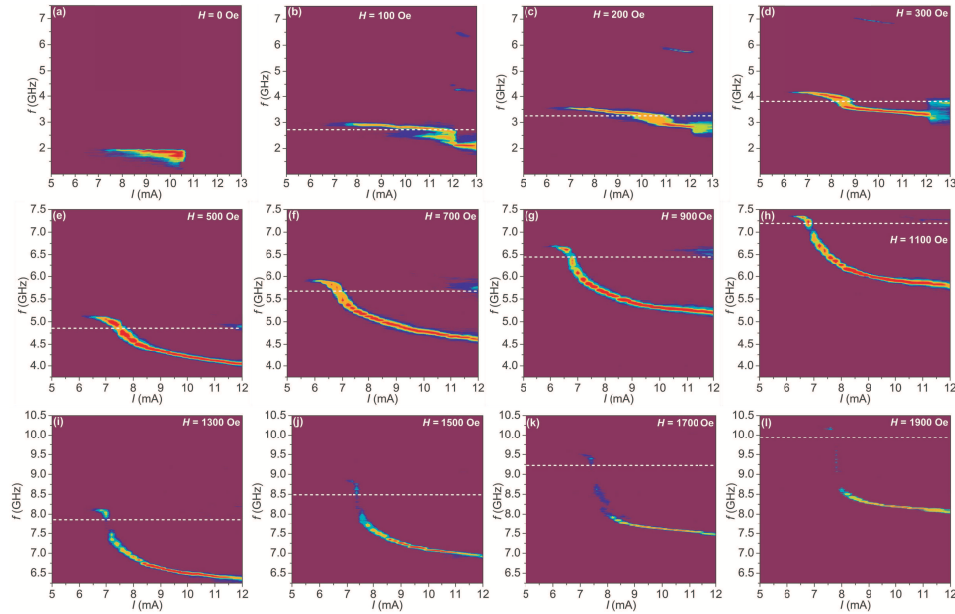 (a) H = 0 Oe
7
6
5
4
3
2
f (GHz)
5 6 7 8 9 10 11 12 13
I (mA)
(b) H = 100 Oe
7
6
5
4
3
2
f (GHz)
5 6 7 8 9 10 11 12 13
I (mA)
(c) H = 200 Oe
7
6
5
4
3
2
f (GHz)
5 6 7 8 9 10 11 12 13
I (mA)
(d) H = 300 Oe
7
6
5
4
3
2
f (GHz)
5 6 7 8 9 10 11 12 13
I (mA)
(e) H = 500 Oe
7.5
7.0
6.5
6.0
5.5
5.0
4.5
4.0
f (GHz)
5 6 7 8 9 10 11 12
I (mA)
(f) H = 700 Oe
7.5
7.0
6.5
6.0
5.5
5.0
4.5
4.0
f (GHz)
5 6 7 8 9 10 11 12
I (mA)
(g) H = 900 Oe
7.5
7.0
6.5
6.0
5.5
5.0
4.5
4.0
f (GHz)
5 6 7 8 9 10 11 12
I (mA)
(h)
H = 1100 Oe
7.5
7.0
6.5
6.0
5.5
5.0
4.5
4.0
f (GHz)
5 6 7 8 9 10 11 12
I (mA)
(i) H = 1300 Oe
10.5
10.0
9.5
9.0
8.5
8.0
7.5
7.0
6.5
f (GHz)
5 6 7 8 9 10 11 12
I (mA)
(j) H = 1500 Oe
10.5
10.0
9.5
9.0
8.5
8.0
7.5
7.0
6.5
f (GHz)
5 6 7 8 9 10 11 12
I (mA)
(k) H = 1700 Oe
10.5
10.0
9.5
9.0
8.5
8.0
7.5
7.0
6.5
f (GHz)
5 6 7 8 9 10 11 12
I (mA)
(l) H = 1900 Oe
10.5
10.0
9.5
9.0
8.5
8.0
7.5
7.0
6.5
f (GHz)
5 6 7 8 9 10 11 12
I (mA)